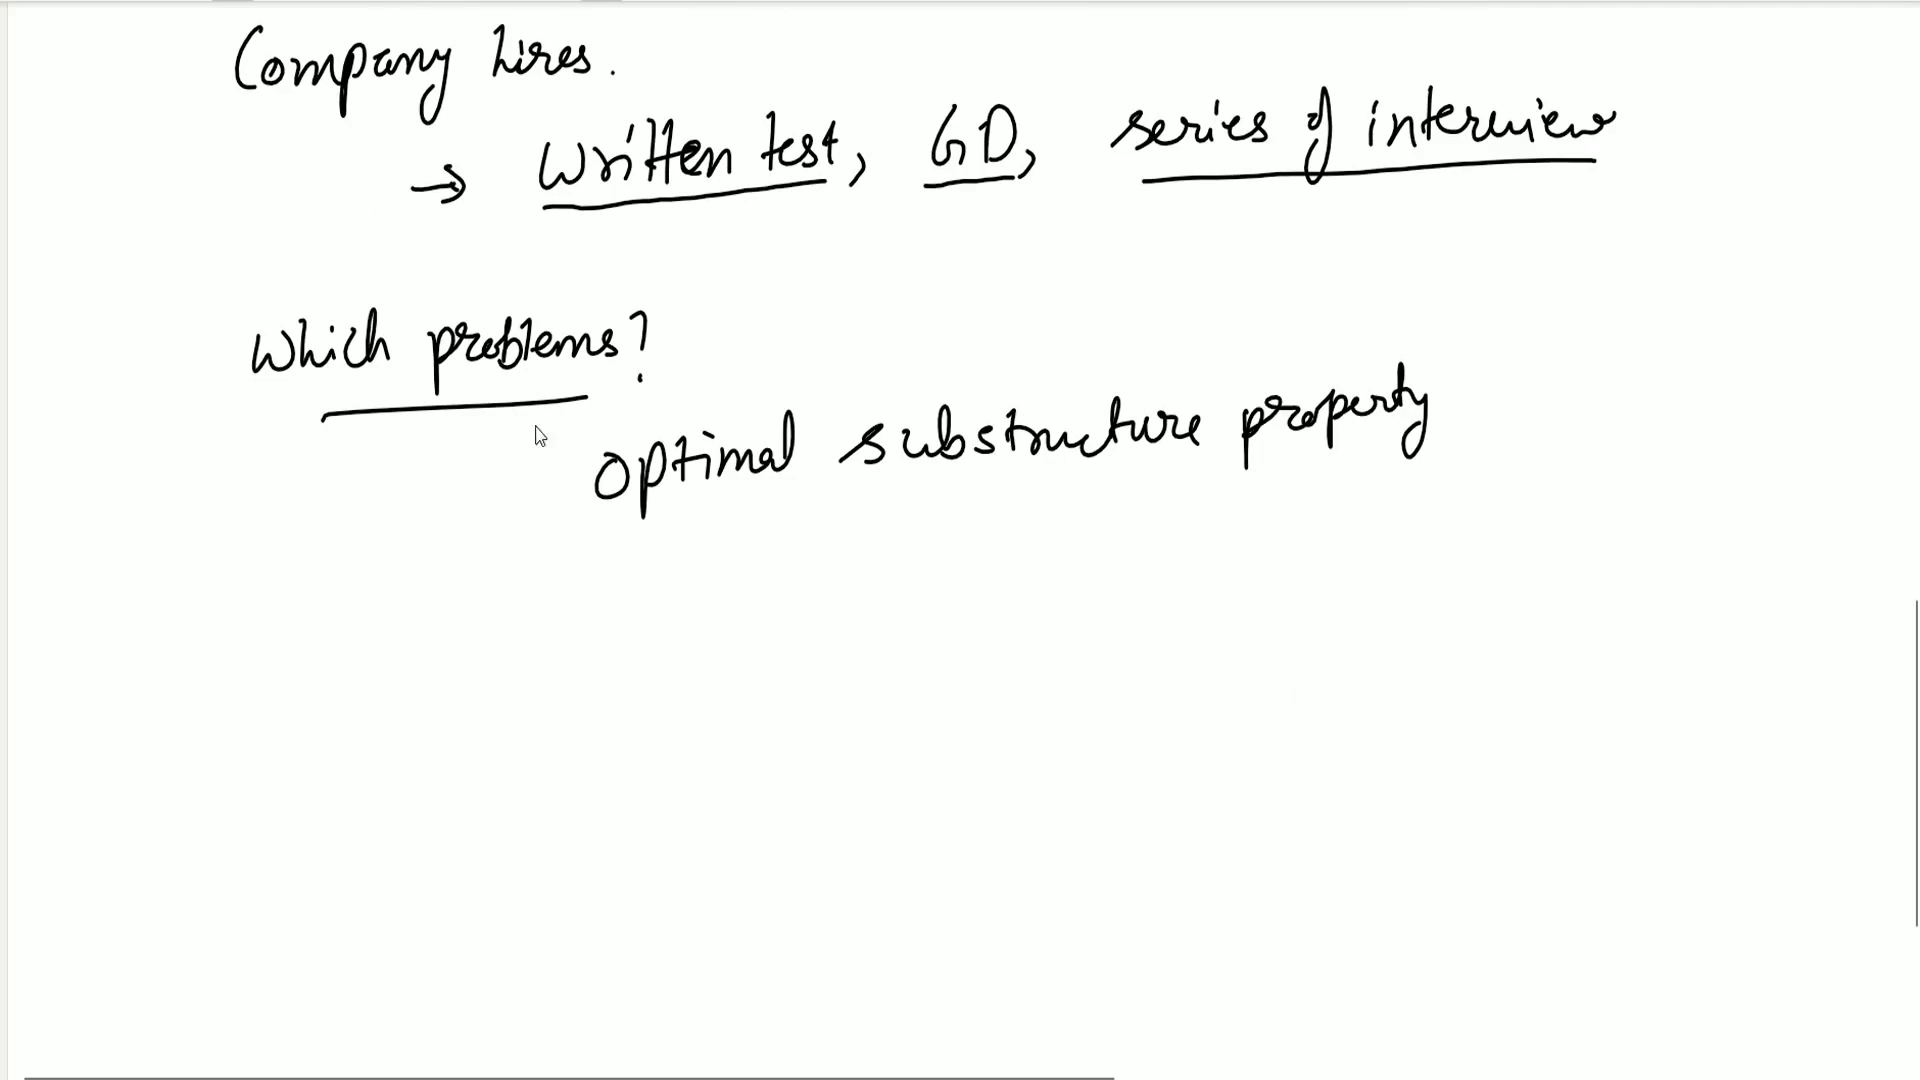 Company hires.
→ Written test, GD, series of interview
Which problems?
Optimal substructure property